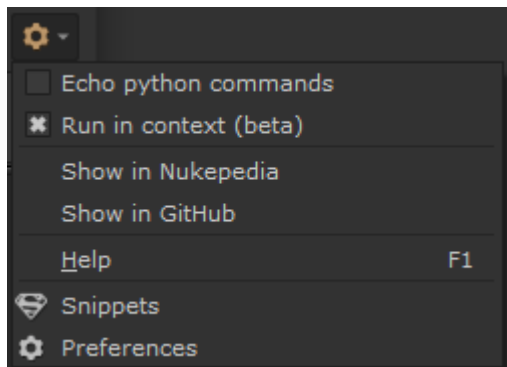 Echo python commands
Run in context (beta)
Show in Nukepedia
Show in GitHub
Help F1
Snippets
Preferences